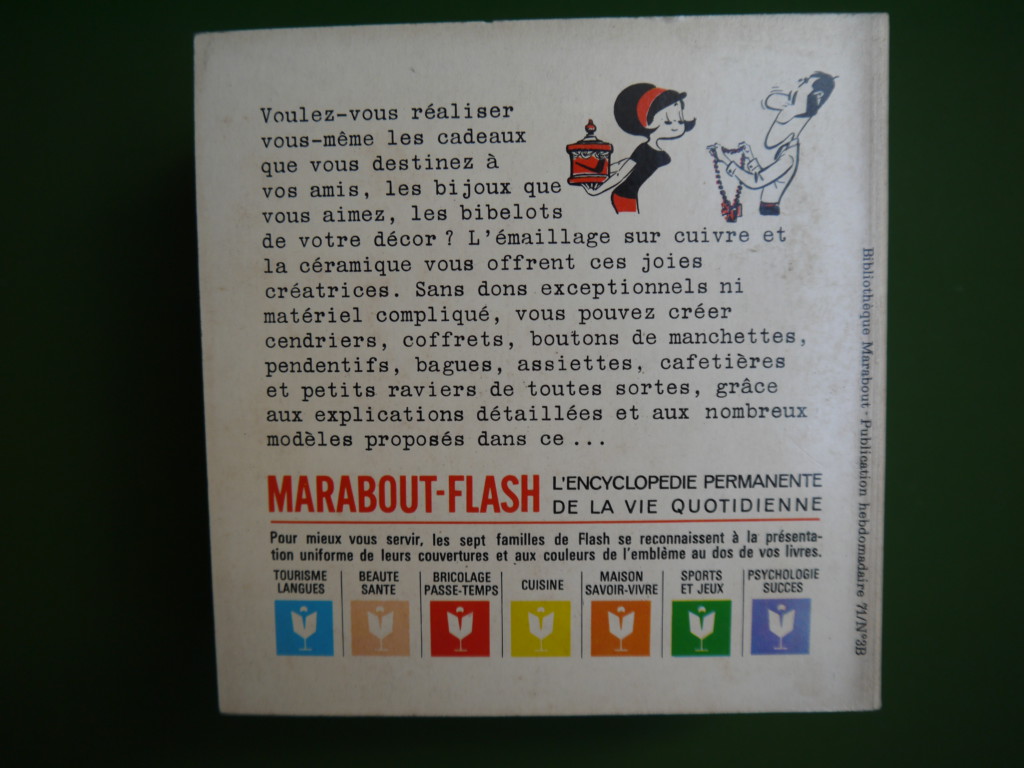 Voulez-vous réaliser
vous-même les cadeaux
que vous destinez à
vos amis, les bijoux que
vous aimez, les bibelots
de votre décor ? L'émaillage sur cuivre et
la céramique vous offrent ces joies
créatrices. Sans dons exceptionnels ni
matériel compliqué, vous pouvez créer
cendriers, coffrets, boutons de manchettes,
pendentifs, bagues, assiettes, cafetières
et petits raviers de toutes sortes, grâce
aux explications détaillées et aux nombreux
modèles proposés dans ce ...
MARABOUT-FLASH
L'ENCYCLOPEDIE PERMANENTE
DE LA VIE QUOTIDIENNE
Pour mieux vous servir, les sept familles de Flash se reconnaissent à la présenta-
tion uniforme de leurs couvertures et aux couleurs de l'emblème au dos de vos livres.
TOURISME
LANGUES
BEAUTE
SANTE
BRICOLAGE
PASSE-TEMPS
CUISINE
MAISON
SAVOIR-VIVRE
SPORTS
ET JEUX
PSYCHOLOGIE
SUCCES
Bibliothèque Marabout · Publication hebdomadaire 71/N°3B